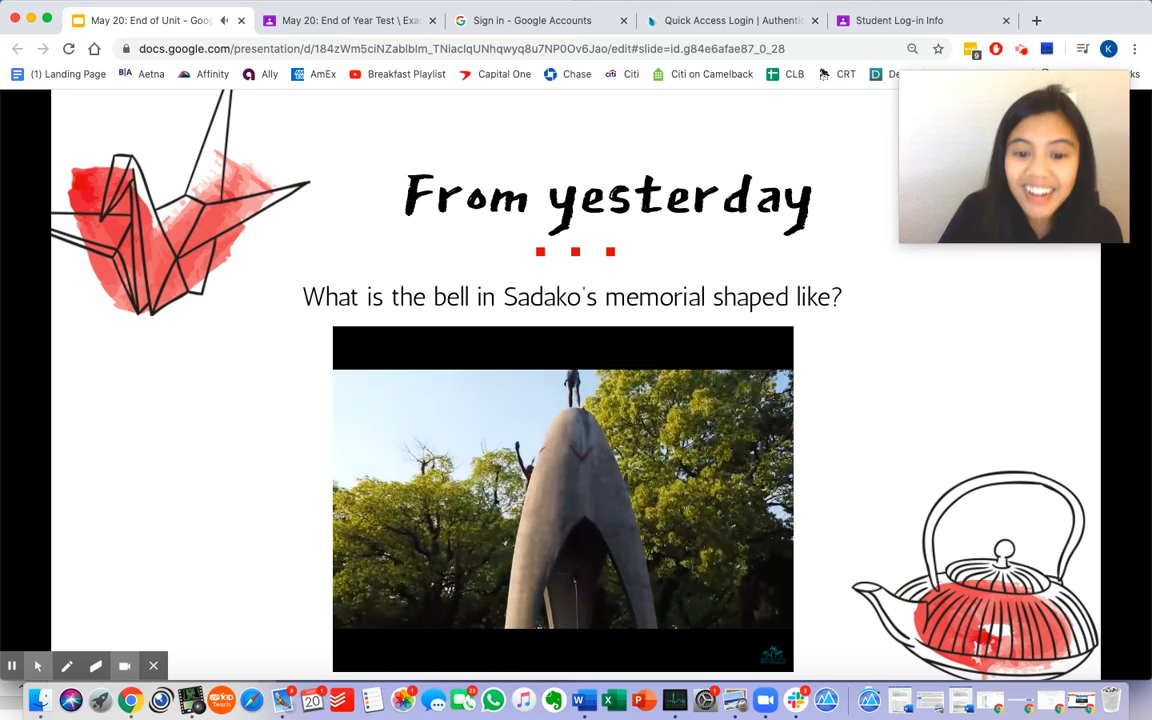 May 20: End of Unit - Goog
May 20: End of Year Test \ Exa
Sign in - Google Accounts
Quick Access Login | Authentic
Student Log-in Info
docs.google.com/presentation/d/184zWm5ciNZablblm_TNiaclqUNhqwyq8u7NP0Ov6Jao/edit#slide=id.g84e6afae87_0_28
9
K
(1) Landing Page
Aetna
Affinity
Ally
AmEx
Breakfast Playlist
Capital One
Chase
Citi
Citi on Camelback
CLB
CRT
De
From yesterday
What is the bell in Sadako's memorial shaped like?